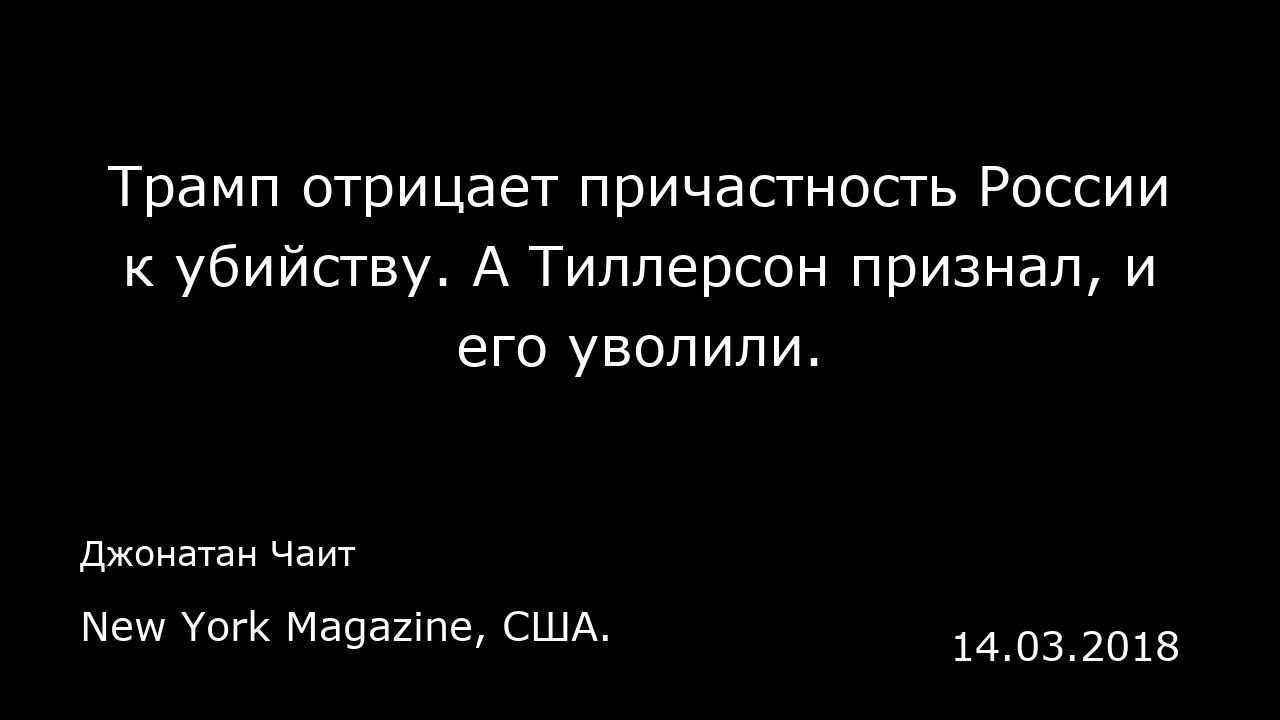 Трамп отрицает причастность России
к убийству. А Тиллерсон признал, и
его уволили.
Джонатан Чаит
New York Magazine, США.
14.03.2018